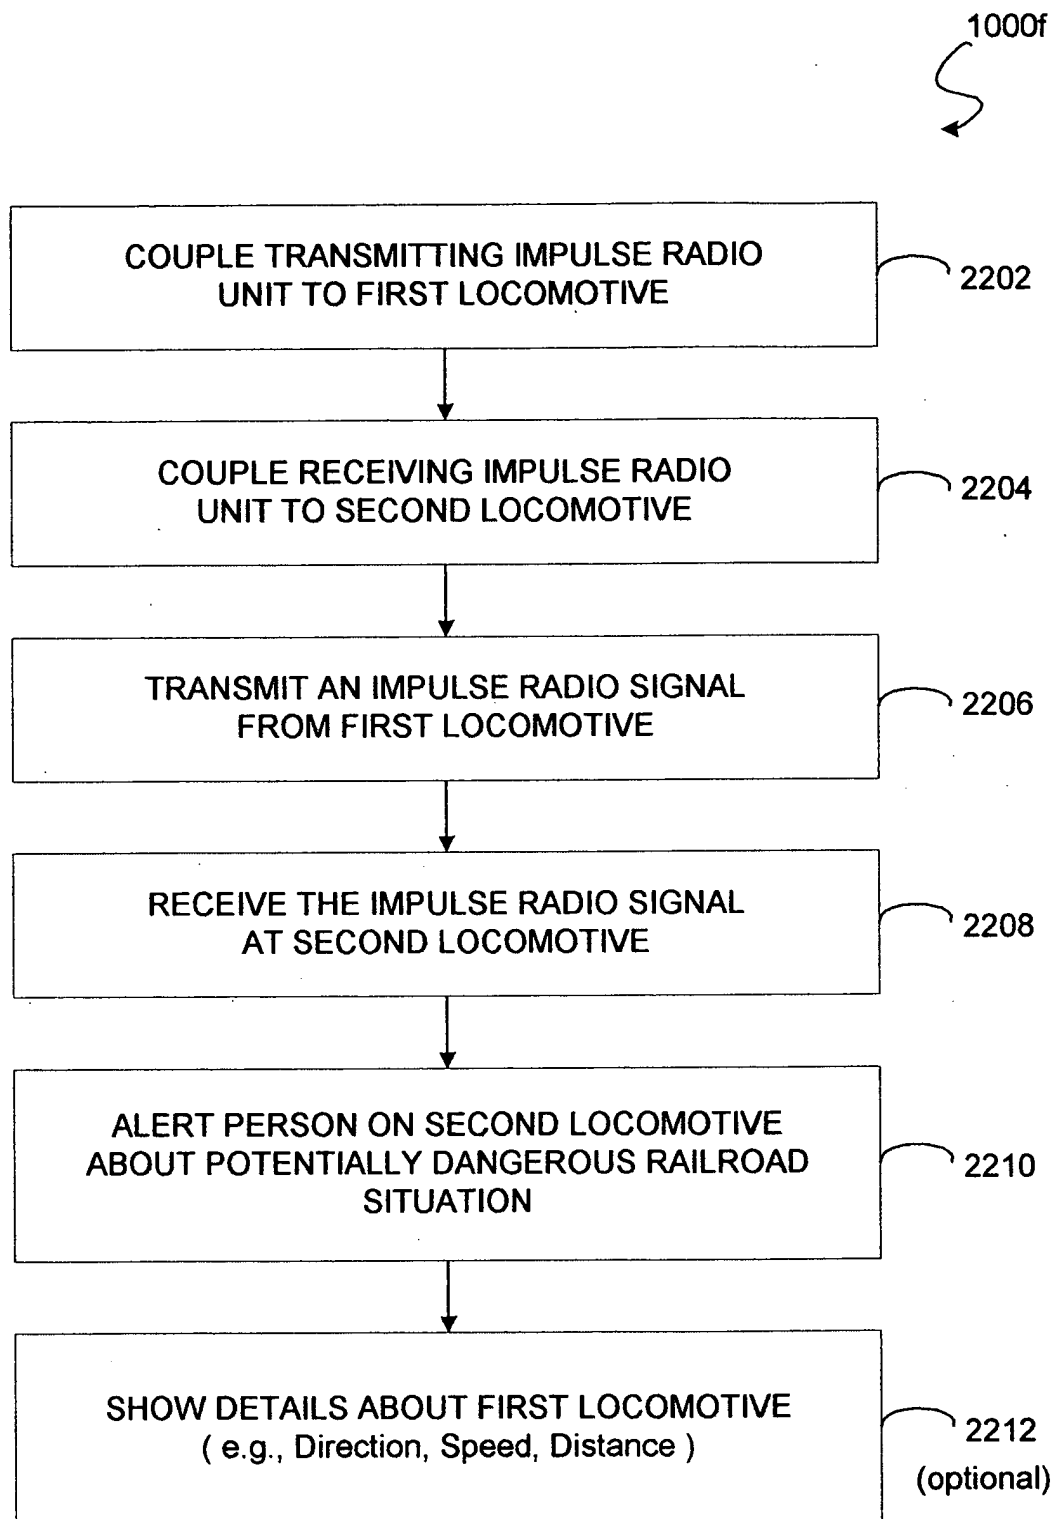 1000f
COUPLE TRANSMITTING IMPULSE RADIO
UNIT TO FIRST LOCOMOTIVE
2202
COUPLE RECEIVING IMPULSE RADIO
UNIT TO SECOND LOCOMOTIVE
2204
TRANSMIT AN IMPULSE RADIO SIGNAL
FROM FIRST LOCOMOTIVE
2206
RECEIVE THE IMPULSE RADIO SIGNAL
AT SECOND LOCOMOTIVE
2208
ALERT PERSON ON SECOND LOCOMOTIVE
ABOUT POTENTIALLY DANGEROUS RAILROAD
SITUATION
2210
SHOW DETAILS ABOUT FIRST LOCOMOTIVE
( e.g., Direction, Speed, Distance )
2212
(optional)